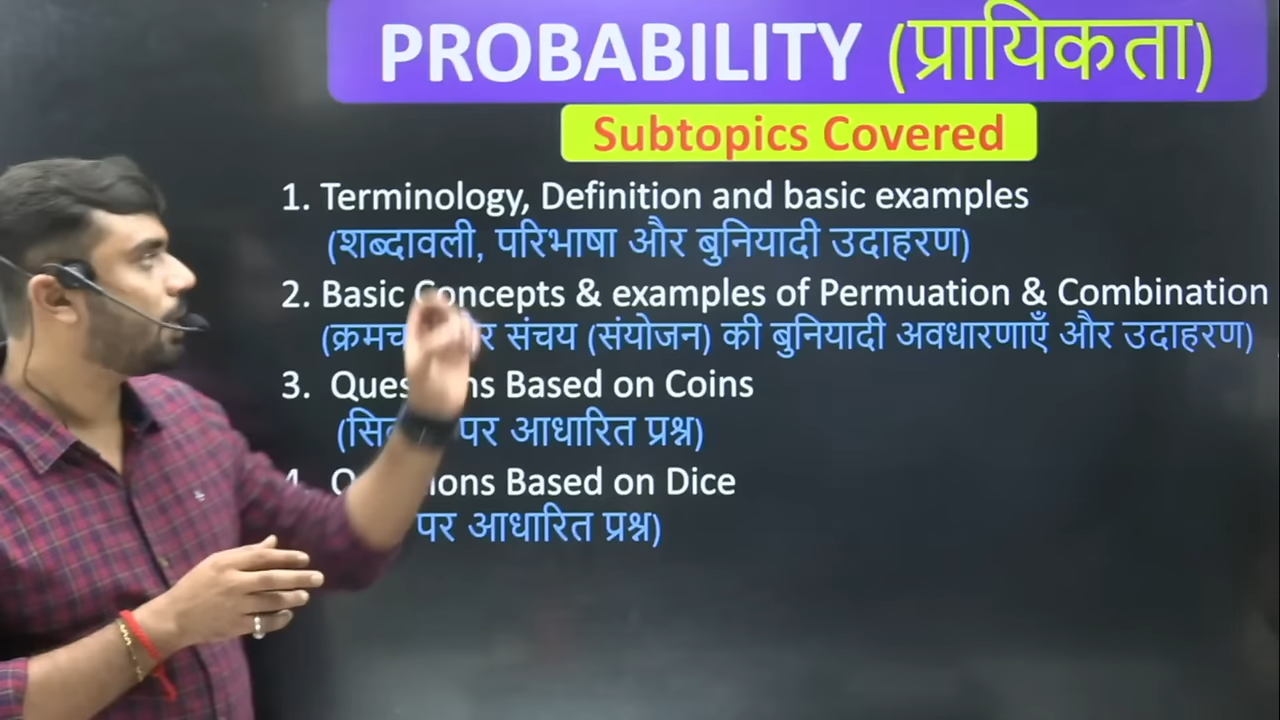 PROBABILITY (प्रायिकता)
Subtopics Covered
1. Terminology, Definition and basic examples
(शब्दावली, परिभाषा और बुनियादी उदाहरण)
2. Basic Concepts & examples of Permuation & Combination
संचय (संयोजन) की बुनियादी अवधारणाएँ और उदाहरण)
3. Based on Coins
पर आधारित प्रश्न)
Based on Dice
पर आधारित प्रश्न)